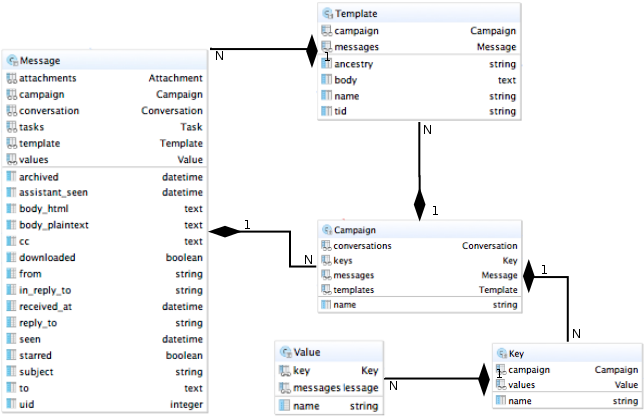 Message
attachments Attachment
campaign Campaign
conversation Conversation
tasks Task
template Template
values Value
archived datetime
assistant_seen datetime
body_html text
body_plaintext text
cc text
downloaded boolean
from string
in_reply_to string
received_at datetime
reply_to string
seen datetime
starred boolean
subject string
to text
uid integer
N
1
Template
campaign Campaign
messages Message
ancestry string
body text
name string
tid string
N
1
1
N
Campaign
conversations Conversation
keys Key
messages Message
templates Template
name string
1
N
Value
key Key
messages lessage
name string
N
1
Key
campaign Campaign
values Value
name string